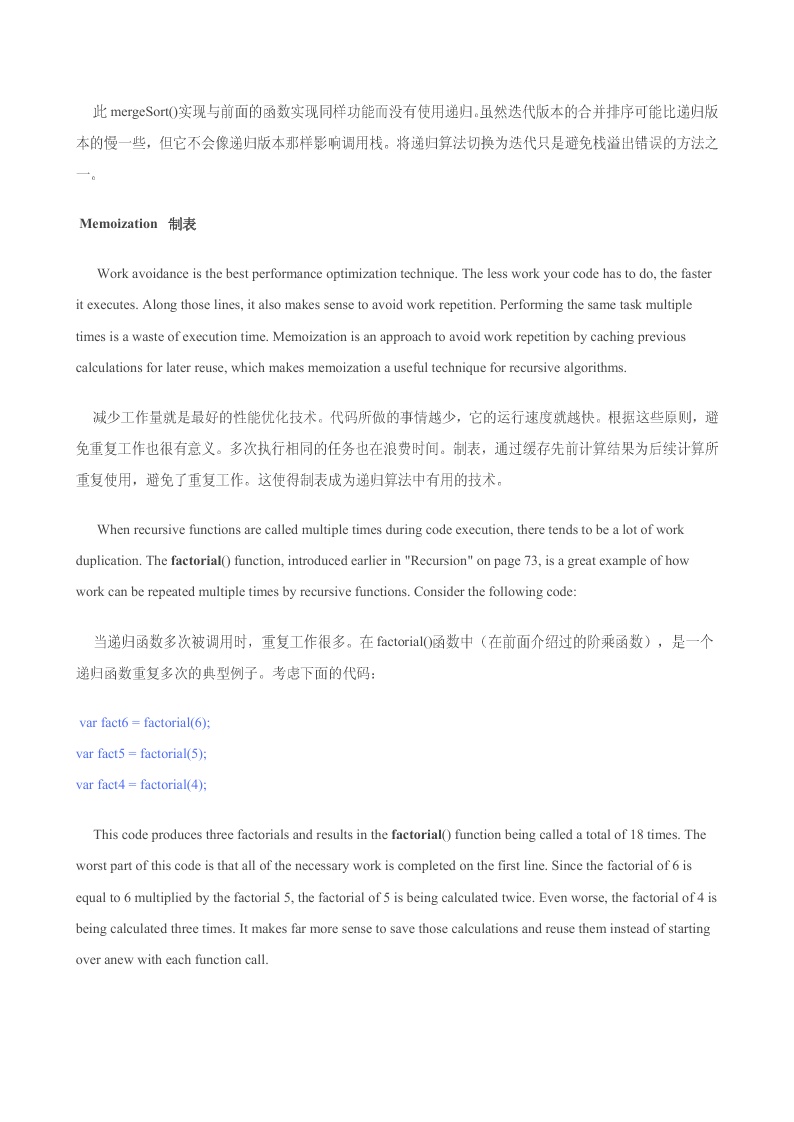 此 mergeSort()实现与前面的函数实现同样功能而没有使用递归。虽然迭代版本的合并排序可能比递归版
本的慢一些，但它不会像递归版本那样影响调用栈。将递归算法切换为迭代只是避免栈溢出错误的方法之
一。
Memoization 制表
Work avoidance is the best performance optimization technique. The less work your code has to do, the faster
it executes. Along those lines, it also makes sense to avoid work repetition. Performing the same task multiple
times is a waste of execution time. Memoization is an approach to avoid work repetition by caching previous
calculations for later reuse, which makes memoization a useful technique for recursive algorithms.
减少工作量就是最好的性能优化技术。代码所做的事情越少，它的运行速度就越快。根据这些原则，避
免重复工作也很有意义。多次执行相同的任务也在浪费时间。制表，通过缓存先前计算结果为后续计算所
重复使用，避免了重复工作。这使得制表成为递归算法中有用的技术。
When recursive functions are called multiple times during code execution, there tends to be a lot of work
duplication. The factorial() function, introduced earlier in "Recursion" on page 73, is a great example of how
work can be repeated multiple times by recursive functions. Consider the following code:
当递归函数多次被调用时，重复工作很多。在 factorial()函数中（在前面介绍过的阶乘函数），是一个
递归函数重复多次的典型例子。考虑下面的代码：
var fact6 = factorial(6);
var fact5 = factorial(5);
var fact4 = factorial(4);
This code produces three factorials and results in the factorial() function being called a total of 18 times. The
worst part of this code is that all of the necessary work is completed on the first line. Since the factorial of 6 is
equal to 6 multiplied by the factorial 5, the factorial of 5 is being calculated twice. Even worse, the factorial of 4 is
being calculated three times. It makes far more sense to save those calculations and reuse them instead of starting
over anew with each function call.